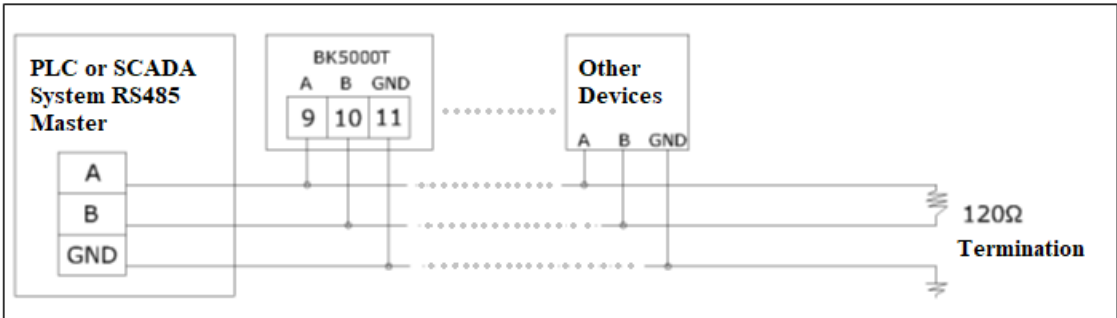 PLC or SCADA
System RS485
Master
A
B
GND
BK5000T
A B GND
9 10 11
Other
Devices
A B GND
120Ω
Termination